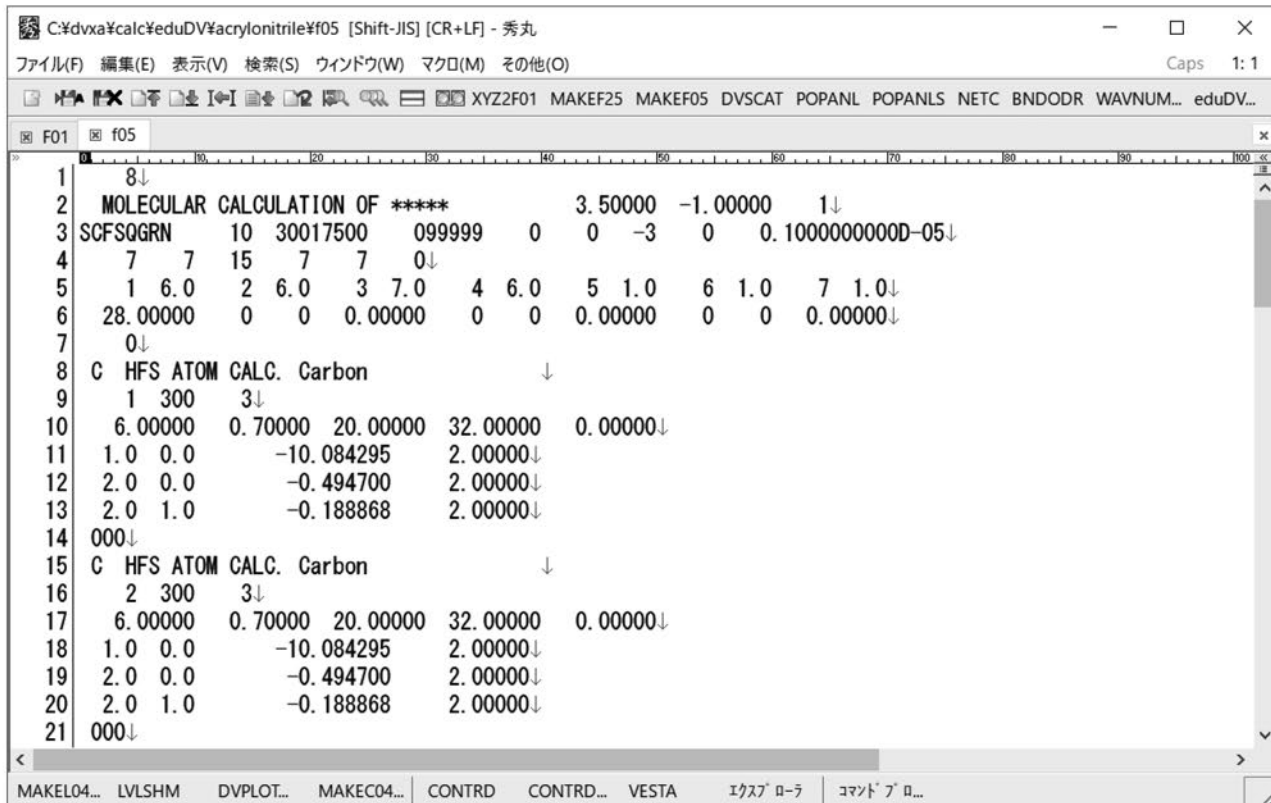 C:¥dvxa¥calc¥eduDV¥acrylonitrile¥f05 [Shift-JIS] [CR+LF] - 秀丸
ファイル(F) 編集(E) 表示(V) 検索(S) ウィンドウ(W) マクロ(M) その他(O) Caps 1: 1
XYZ2F01 MAKEF25 MAKEF05 DVSCAT POPANL POPANLS NETC BNDODR WAVNUM... eduDV...
F01 f05
0 10 20 30 40 50 60 70 80 90 100
1 8↓
2 MOLECULAR CALCULATION OF ***** 3.50000 -1.00000 1↓
3 SCFSQGRN 10 30017500 099999 0 0 -3 0 0.1000000000D-05↓
4 7 7 15 7 7 0↓
5 1 6.0 2 6.0 3 7.0 4 6.0 5 1.0 6 1.0 7 1.0↓
6 28.00000 0 0 0.00000 0 0 0.00000 0 0 0.00000↓
7 0↓
8 C HFS ATOM CALC. Carbon ↓
9 1 300 3↓
10 6.00000 0.70000 20.00000 32.00000 0.00000↓
11 1.0 0.0 -10.084295 2.00000↓
12 2.0 0.0 -0.494700 2.00000↓
13 2.0 1.0 -0.188868 2.00000↓
14 000↓
15 C HFS ATOM CALC. Carbon ↓
16 2 300 3↓
17 6.00000 0.70000 20.00000 32.00000 0.00000↓
18 1.0 0.0 -10.084295 2.00000↓
19 2.0 0.0 -0.494700 2.00000↓
20 2.0 1.0 -0.188868 2.00000↓
21 000↓
MAKEL04... LVLSHM DVPLOT... MAKEC04... CONTRD CONTRD... VESTA ｴｸｽﾌﾟﾛｰﾗ ｺﾏﾝﾄﾞﾌﾟﾛ...